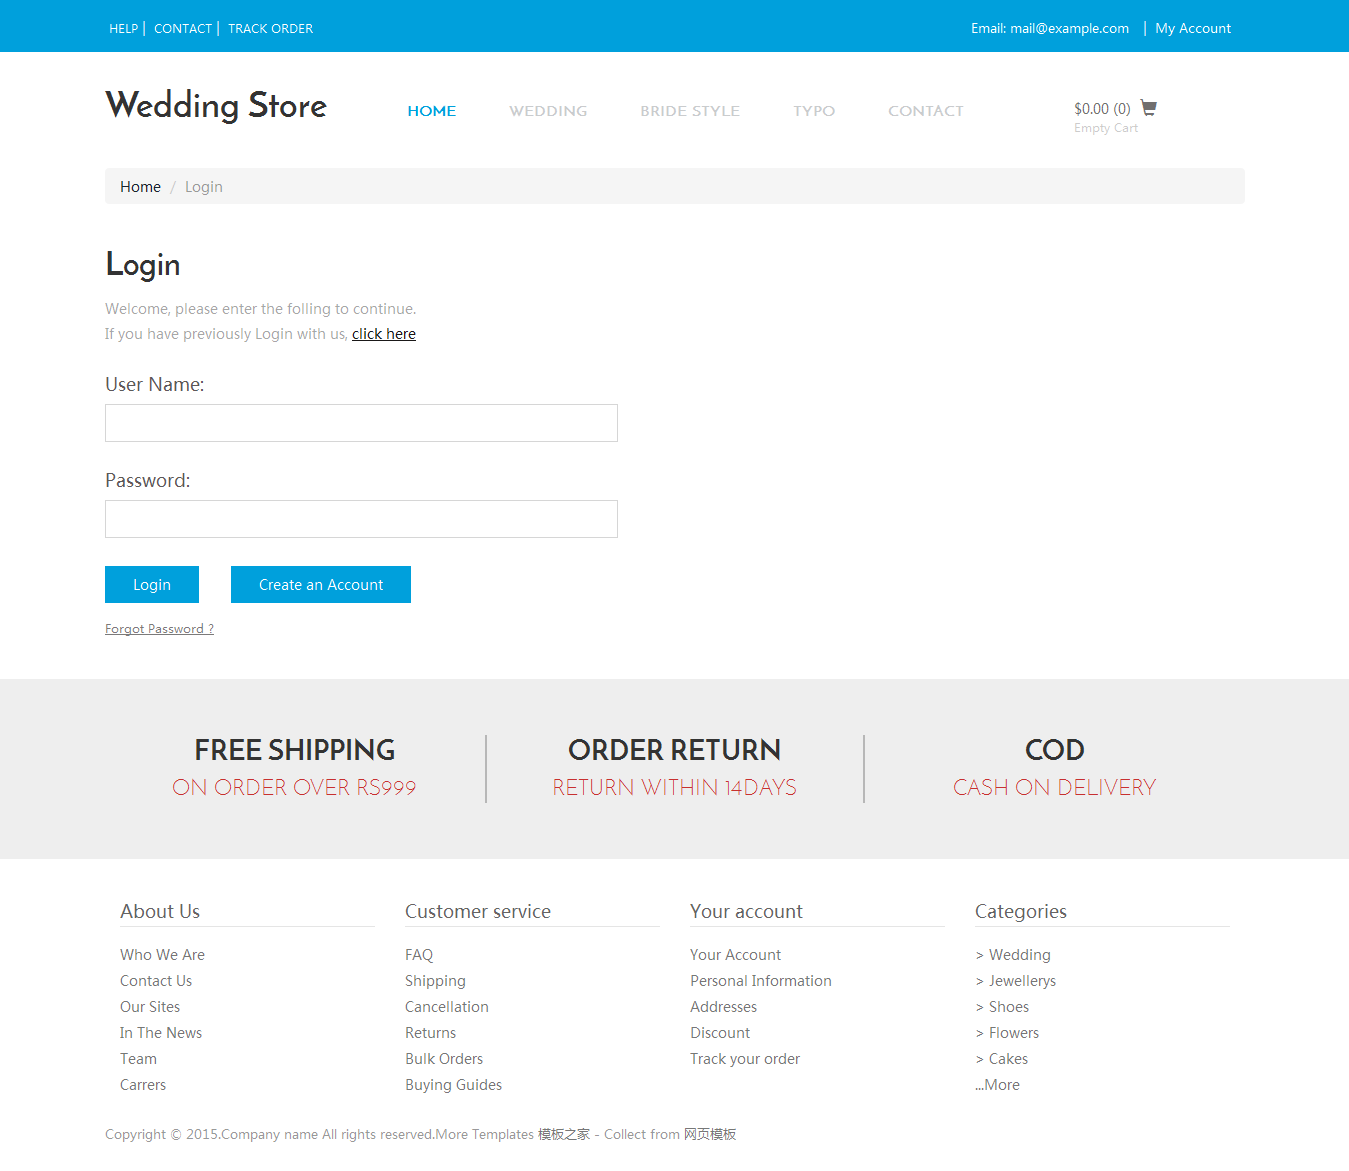 HELP | CONTACT | TRACK ORDER
Email: mail@example.com | My Account
Wedding Store
HOME WEDDING BRIDE STYLE TYPO CONTACT
$0.00 (0)
Empty Cart
Home / Login
Login
Welcome, please enter the folling to continue.
If you have previously Login with us, click here
User Name:
Password:
Login Create an Account
Forgot Password ?
FREE SHIPPING
ON ORDER OVER RS999
ORDER RETURN
RETURN WITHIN 14DAYS
COD
CASH ON DELIVERY
About Us
Who We Are
Contact Us
Our Sites
In The News
Team
Carrers
Customer service
FAQ
Shipping
Cancellation
Returns
Bulk Orders
Buying Guides
Your account
Your Account
Personal Information
Addresses
Discount
Track your order
Categories
> Wedding
> Jewellerys
> Shoes
> Flowers
> Cakes
...More
Copyright © 2015.Company name All rights reserved.More Templates 模板之家 - Collect from 网页模板